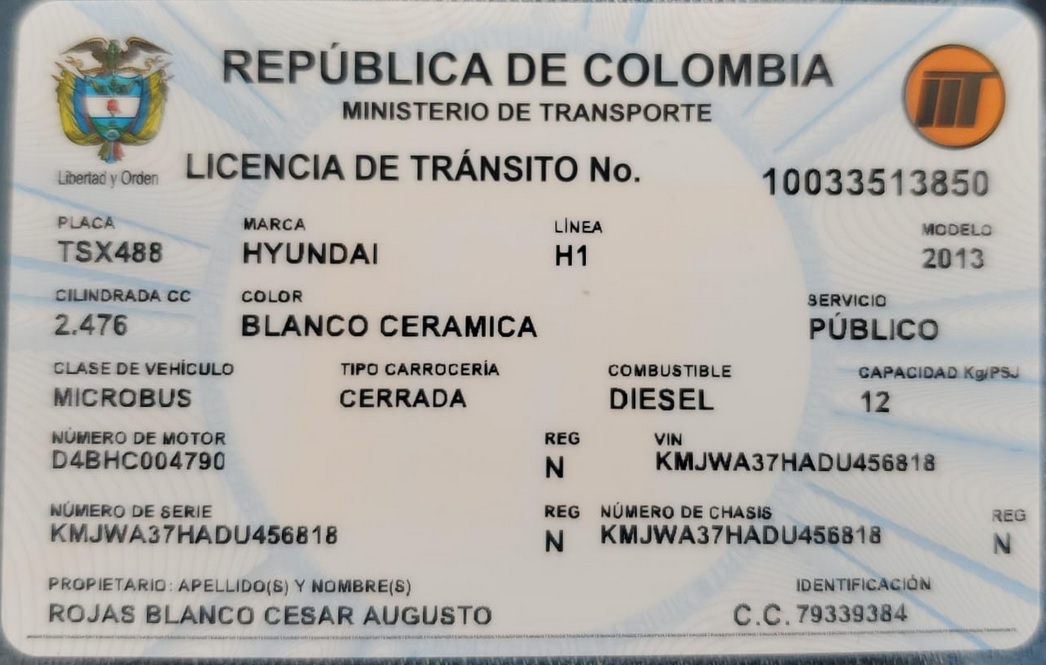 REPÚBLICA DE COLOMBIA
MINISTERIO DE TRANSPORTE
Libertad y Orden
LICENCIA DE TRÁNSITO No. 10033513850
PLACA MARCA LÍNEA MODELO
TSX488 HYUNDAI H1 2013
CILINDRADA CC COLOR SERVICIO
2.476 BLANCO CERAMICA PÚBLICO
CLASE DE VEHÍCULO TIPO CARROCERÍA COMBUSTIBLE CAPACIDAD Kg/PSJ
MICROBUS CERRADA DIESEL 12
NÚMERO DE MOTOR REG VIN
D4BHC004790 N KMJWA37HADU456818
NÚMERO DE SERIE REG NÚMERO DE CHASIS REG
KMJWA37HADU456818 N KMJWA37HADU456818 N
PROPIETARIO: APELLIDO(S) Y NOMBRE(S) IDENTIFICACIÓN
ROJAS BLANCO CESAR AUGUSTO C.C. 79339384